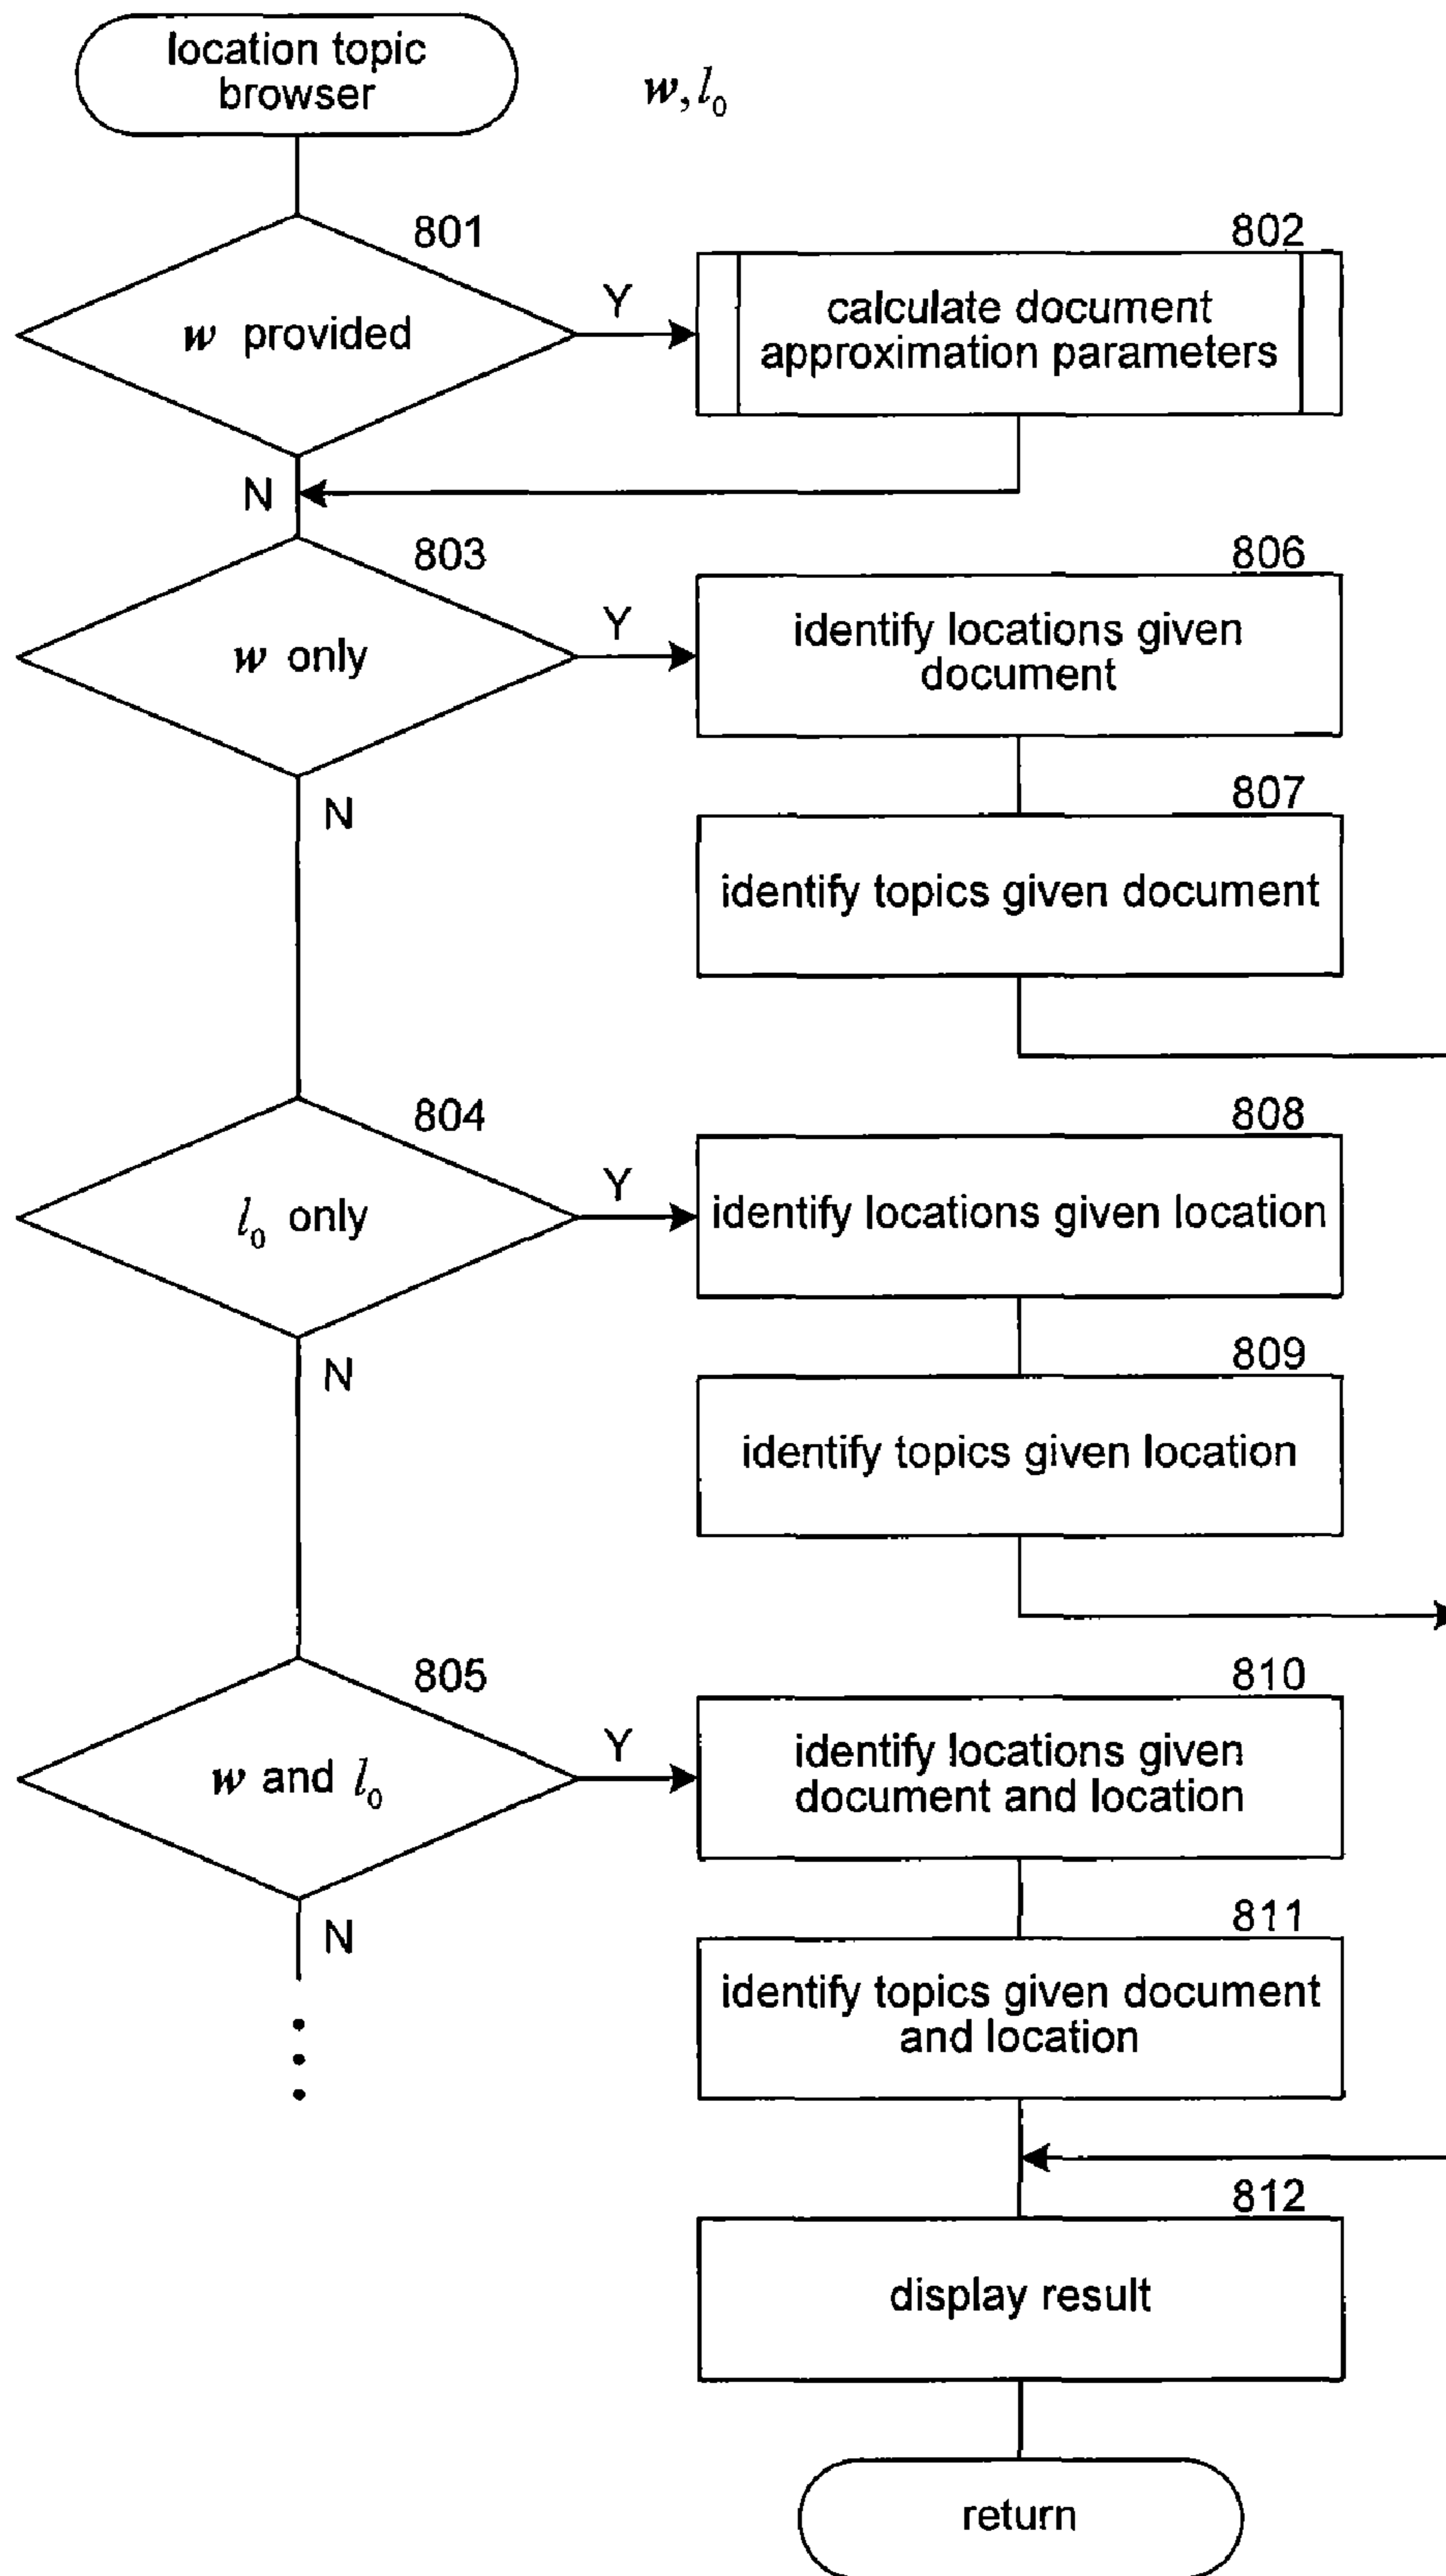 location topic
browser
w, l₀
801
w provided
Y
N
802
calculate document
approximation parameters
803
w only
Y
N
806
identify locations given
document
807
identify topics given document
804
l₀ only
Y
N
808
identify locations given location
809
identify topics given location
805
w and l₀
Y
N
810
identify locations given
document and location
811
identify topics given document
and location
812
display result
return